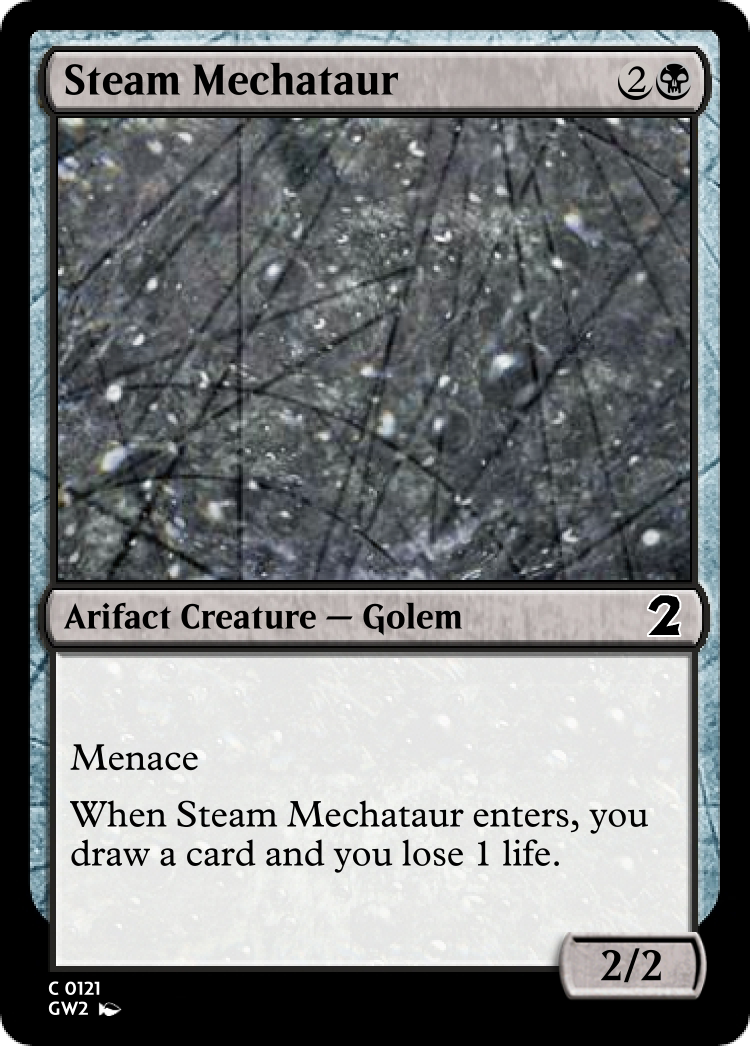 Steam Mechataur 2
Arifact Creature — Golem 2
Menace
When Steam Mechataur enters, you
draw a card and you lose 1 life.
2/2
C 0121
GW2